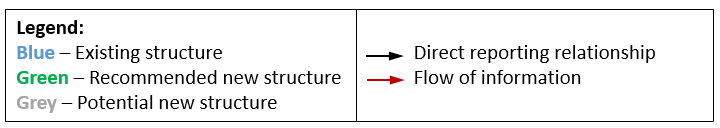 Legend:
Blue – Existing structure
Green – Recommended new structure
Grey – Potential new structure
Direct reporting relationship
Flow of information